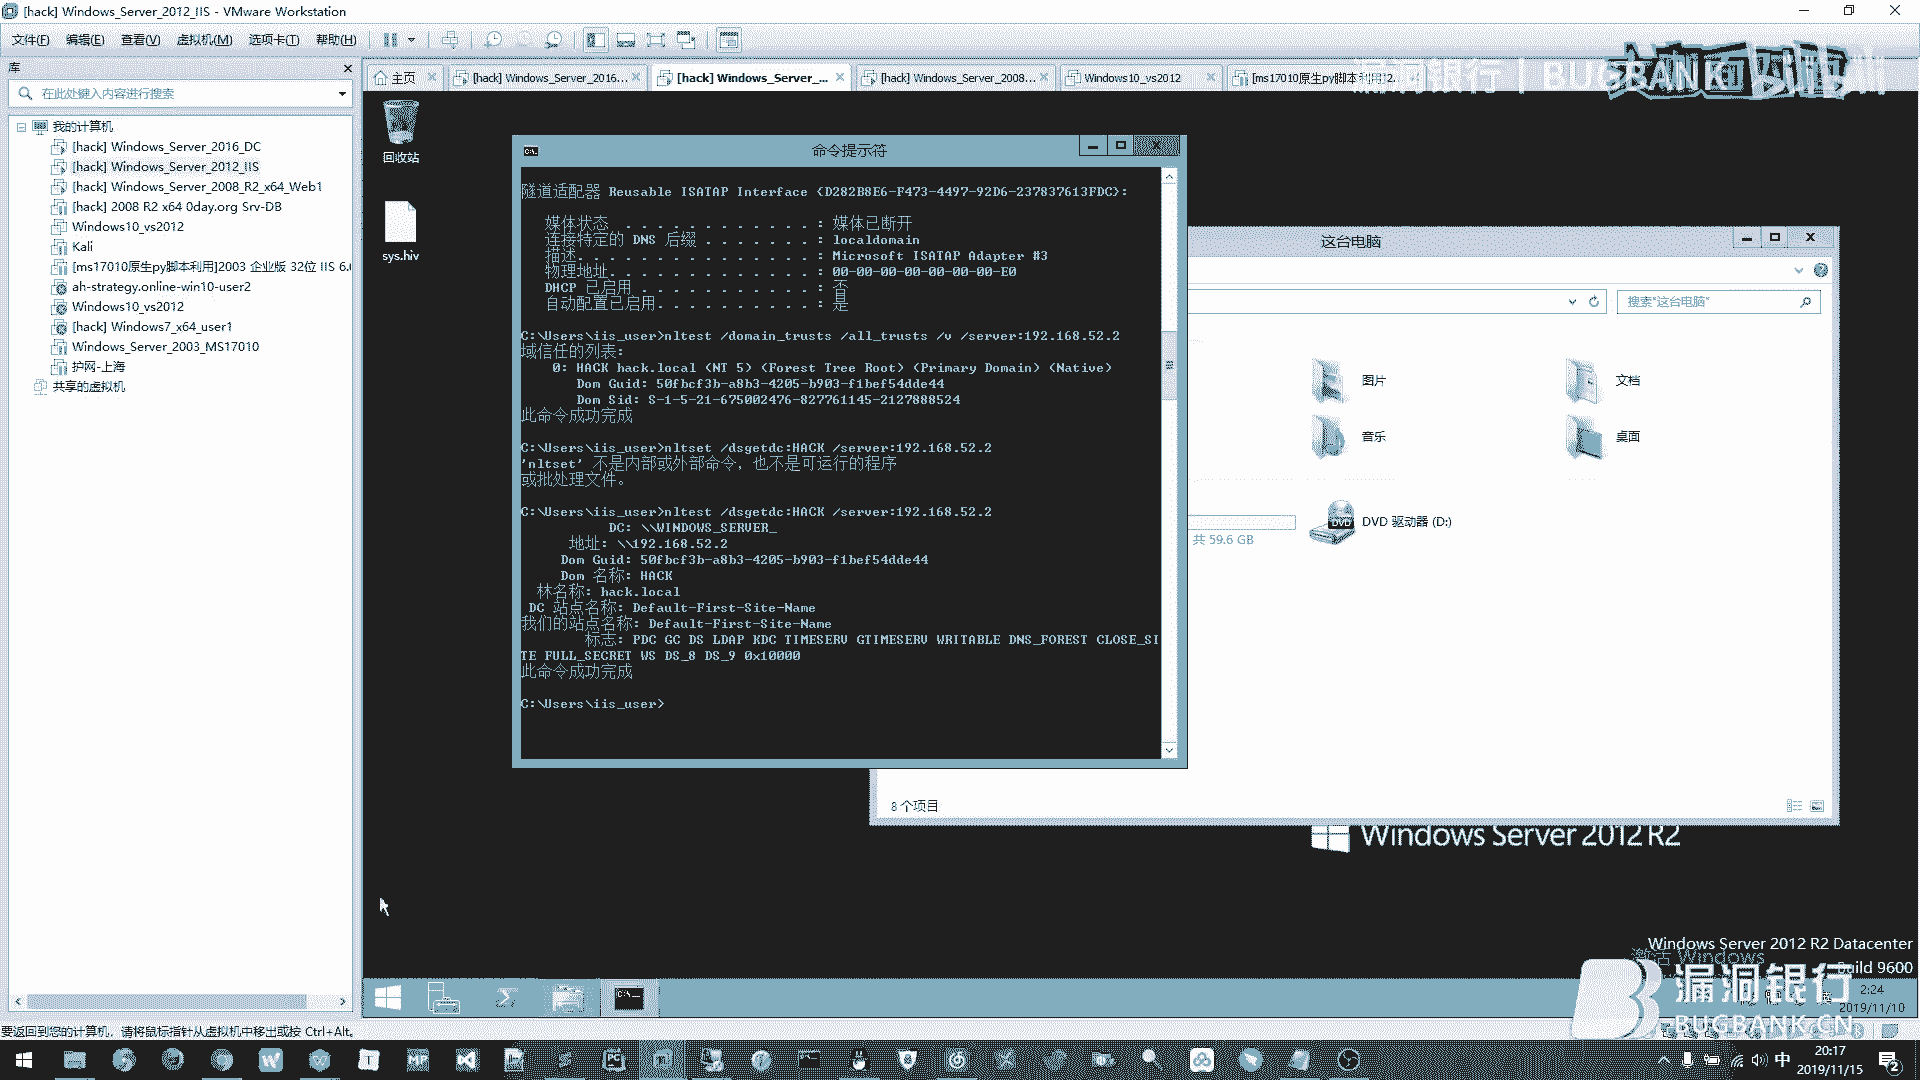 [hack] Windows_Server_2012_IIS - VMware Workstation
文件(F) 编辑(E) 查看(V) 虚拟机(M) 选项卡(T) 帮助(H)
库
在此处键入内容进行搜索
我的计算机
[hack] Windows_Server_2016_DC
[hack] Windows_Server_2012_IIS
[hack] Windows_Server_2008_R2_x64_Web1
[hack] 2008 R2 x64 0day.org Srv-DB
Windows10_vs2012
Kali
[ms17010原生py脚本利用]2003 企业版 32位 IIS 6.
ah-strategy.online-win10-user2
Windows10_vs2012
[hack] Windows7_x64_user1
Windows_Server_2003_MS17010
护网-上海
共享的虚拟机
主页
[hack] Windows_Server_2016...
[hack] Windows_Server_...
[hack] Windows_Server_2008...
Windows10_vs2012
[ms17010原生py脚本利用]2.
漏洞银行 | BUGBANK
回收站
sys.hiv
命令提示符
隧道适配器 Reusable ISATAP Interface {D282B8E6-F473-4497-92D6-237837613FDC}:
媒体状态 . . . . . . . . . . . . : 媒体已断开
连接特定的 DNS 后缀 . . . . . . . : localdomain
描述. . . . . . . . . . . . . . . : Microsoft ISATAP Adapter #3
物理地址. . . . . . . . . . . . . : 00-00-00-00-00-00-00-E0
DHCP 已启用 . . . . . . . . . . . : 否
自动配置已启用. . . . . . . . . . : 是
C:\Users\iis_user>nltest /domain_trusts /all_trusts /v /server:192.168.52.2
域信任的列表:
0: HACK hack.local (NT 5) (Forest Tree Root) (Primary Domain) (Native)
Dom Guid: 50fbcf3b-a8b3-4205-b903-f1bef54dde44
Dom Sid: S-1-5-21-675002476-827761145-2127888524
此命令成功完成
C:\Users\iis_user>nltset /dsgetdc:HACK /server:192.168.52.2
'nltset' 不是内部或外部命令，也不是可运行的程序
或批处理文件。
C:\Users\iis_user>nltest /dsgetdc:HACK /server:192.168.52.2
DC: \\WINDOWS_SERVER_
地址: \\192.168.52.2
Dom Guid: 50fbcf3b-a8b3-4205-b903-f1bef54dde44
Dom 名称: HACK
林名称: hack.local
DC 站点名称: Default-First-Site-Name
我们的站点名称: Default-First-Site-Name
标志: PDC GC DS LDAP KDC TIMESERV GTIMESERV WRITABLE DNS_FOREST CLOSE_SI
TE FULL_SECRET WS DS_8 DS_9 0x10000
此命令成功完成
C:\Users\iis_user>
这台电脑
搜索"这台电脑"
图片
文档
音乐
桌面
共 59.6 GB
DVD 驱动器 (D:)
8 个项目
Windows Server 2012 R2
Windows Server 2012 R2 Datacenter
激活 Windows
Build 9600
漏洞银行
BUGBANK.CN
2:24
2019/11/10
要返回到您的计算机，请将鼠标指针从虚拟机中移出或按 Ctrl+Alt。
中
20:17
2019/11/15
2